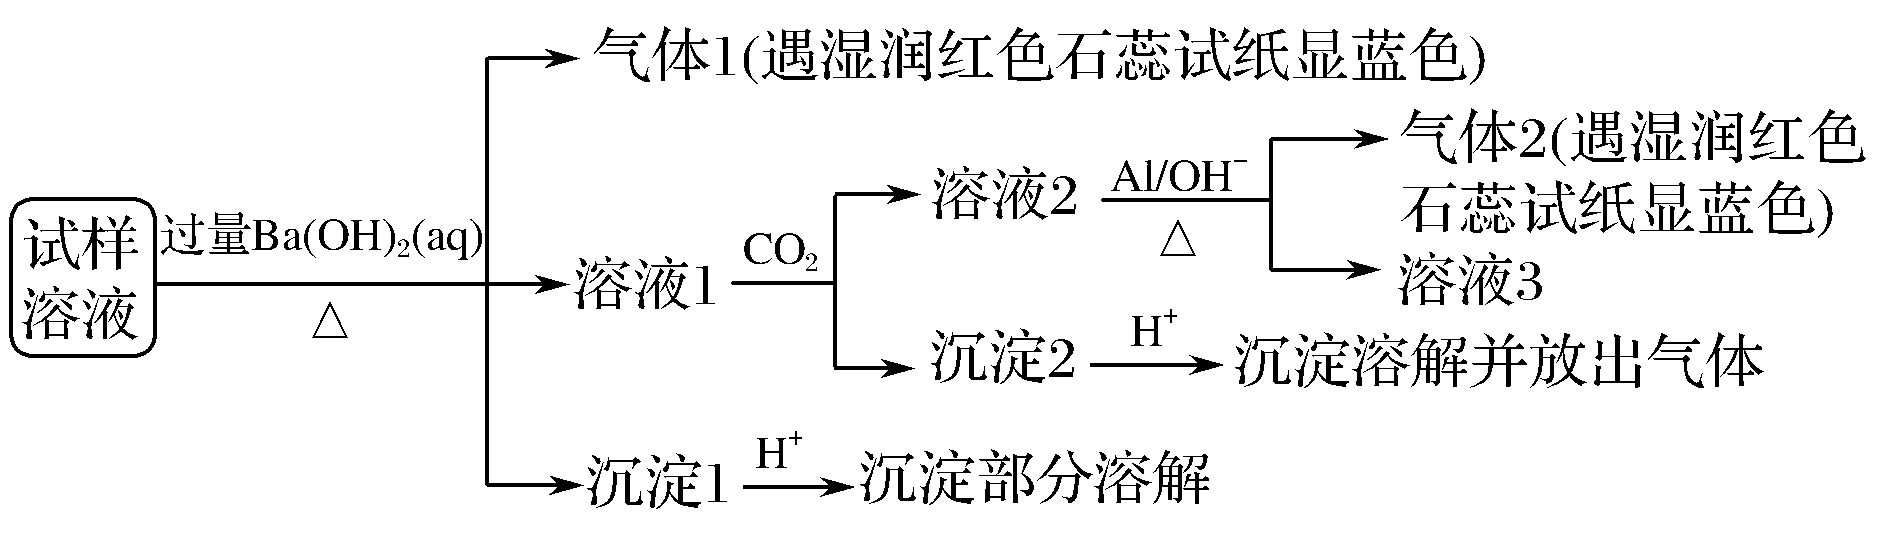 气体1(遇湿润红色石蕊试纸显蓝色)
气体2(遇湿润红色
石蕊试纸显蓝色)
溶液2
Al/OH⁻
△
溶液3
试样
溶液
过量Ba(OH)₂(aq)
△
溶液1
CO₂
沉淀2
H⁺
沉淀溶解并放出气体
沉淀1
H⁺
沉淀部分溶解